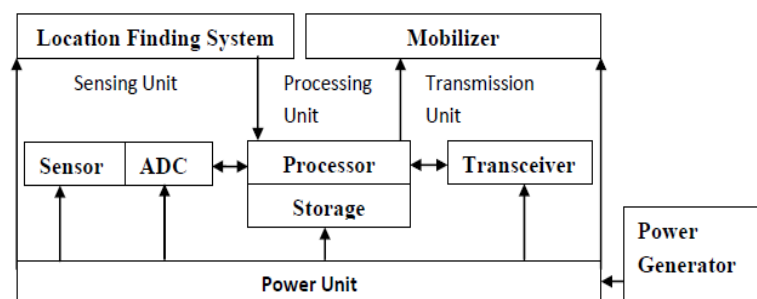 Location Finding System
Mobilizer
Sensing Unit
Processing
Unit
Transmission
Unit
Sensor
ADC
Processor
Transceiver
Storage
Power
Generator
Power Unit